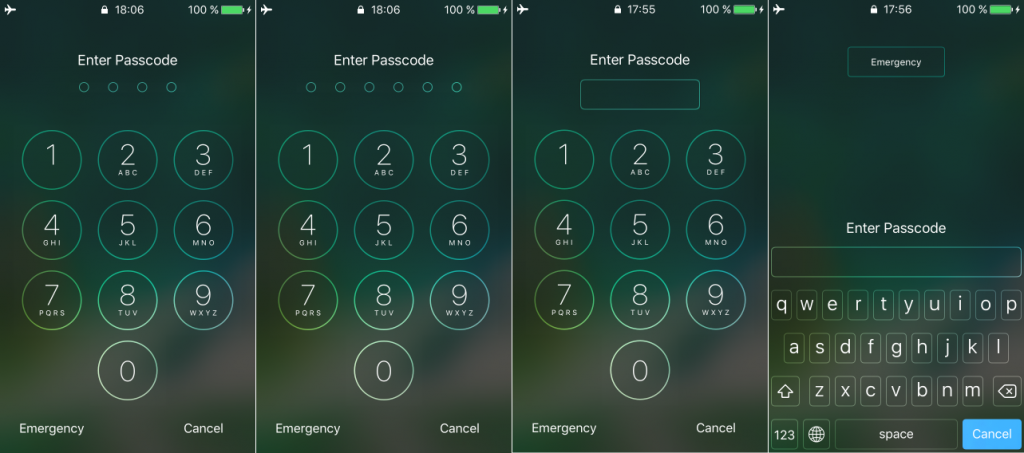 18:06 100 %
Enter Passcode
1 2 ABC 3 DEF
4 GHI 5 JKL 6 MNO
7 PQRS 8 TUV 9 WXYZ
0
Emergency Cancel
18:06 100 %
Enter Passcode
1 2 ABC 3 DEF
4 GHI 5 JKL 6 MNO
7 PQRS 8 TUV 9 WXYZ
0
Emergency Cancel
17:55 100 %
Enter Passcode
1 2 ABC 3 DEF
4 GHI 5 JKL 6 MNO
7 PQRS 8 TUV 9 WXYZ
0
Emergency Cancel
17:56 100 %
Emergency
Enter Passcode
q w e r t y u i o p
a s d f g h j k l
z x c v b n m
123 space Cancel